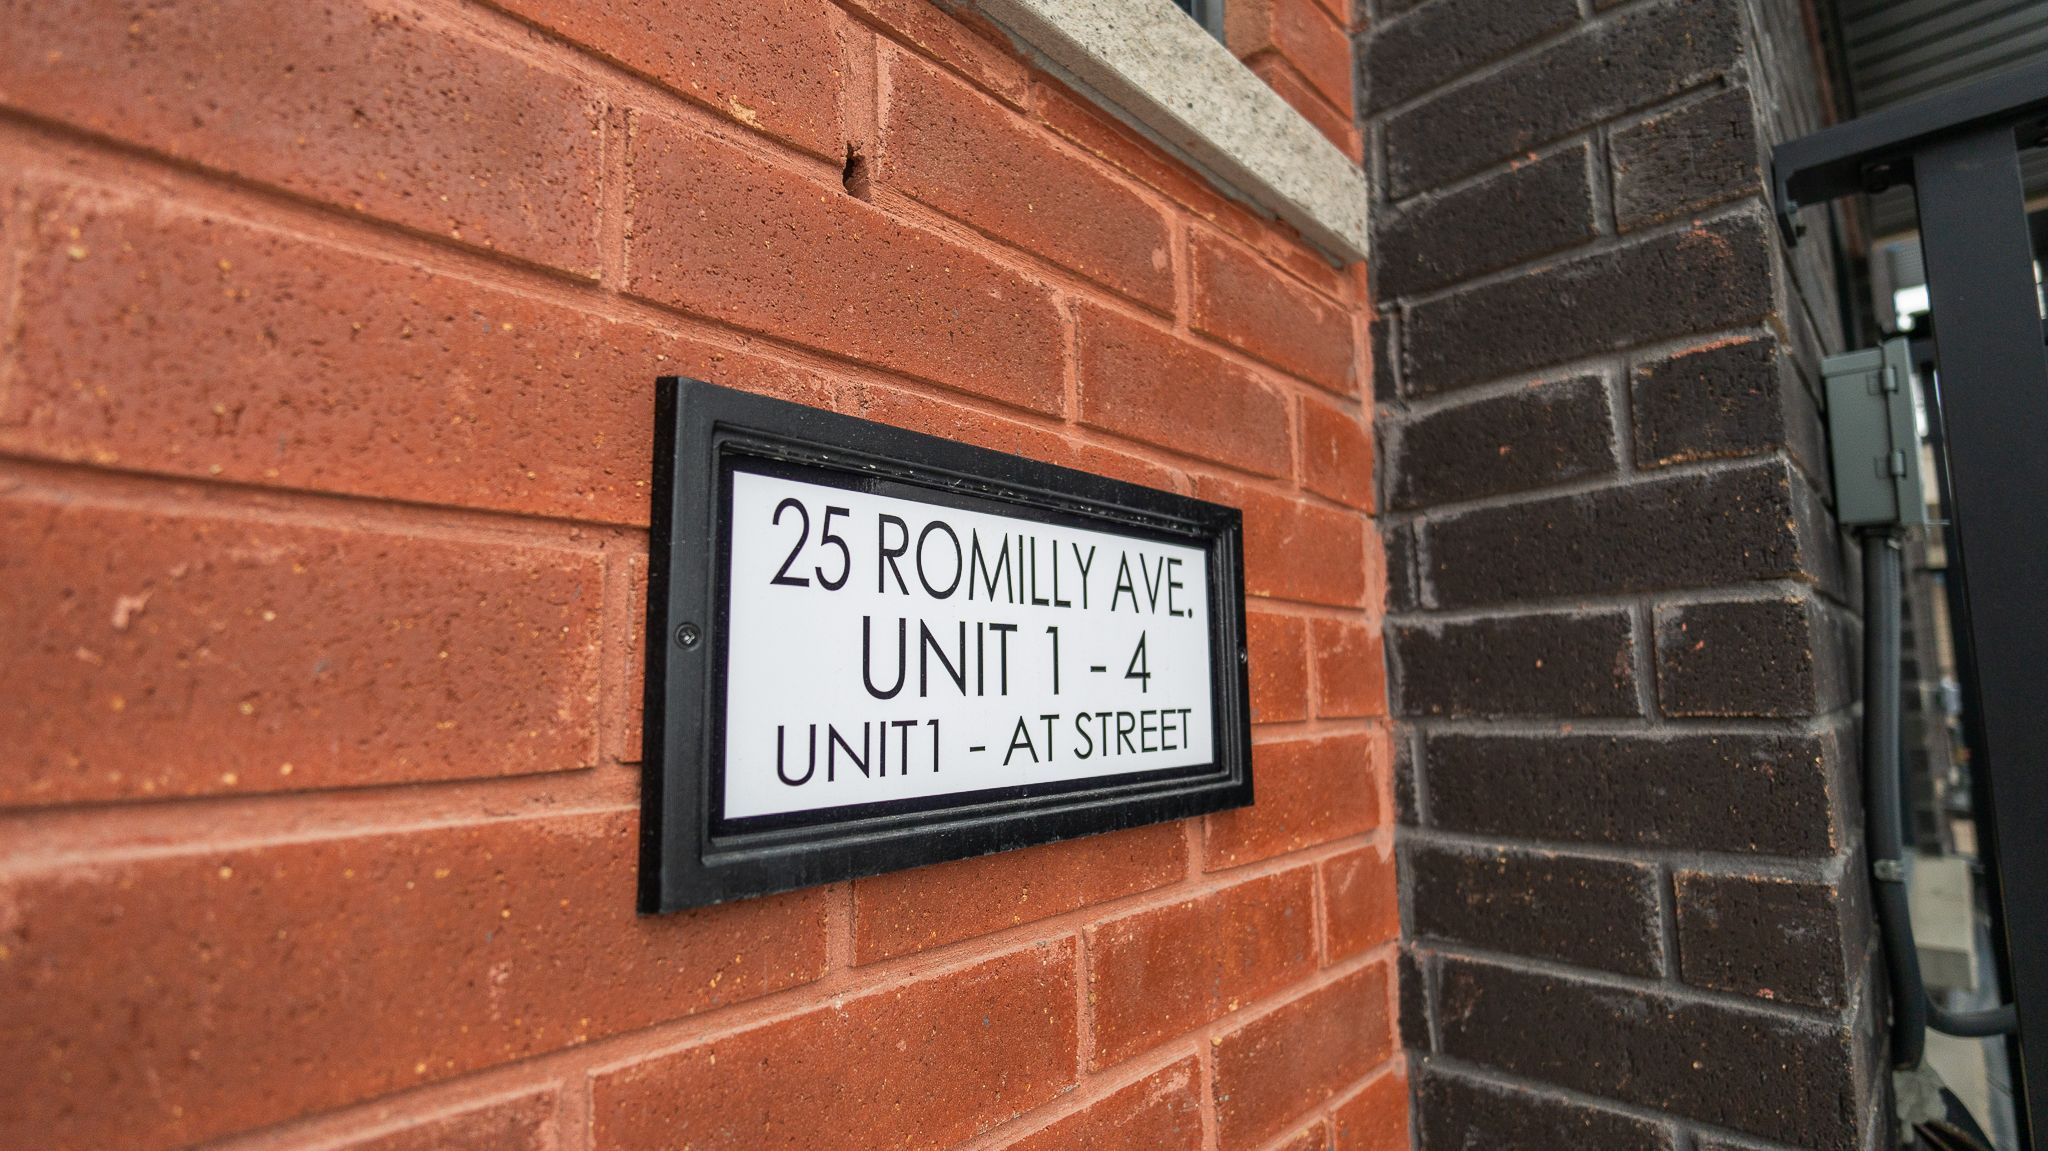 25 ROMILLY AVE.
UNIT 1 - 4
UNIT1 - AT STREET